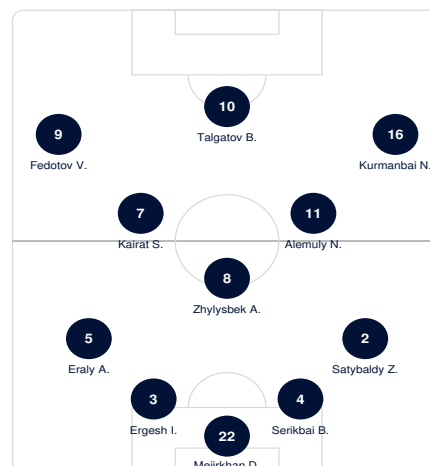 10
Talgatov B.
9
Fedotov V.
16
Kurmanbai N.
7
Kairat S.
11
Alemuly N.
8
Zhylysbek A.
5
Eraly A.
2
Satybaldy Z.
3
Ergesh I.
4
Serikbai B.
22
Mejrkhan D.